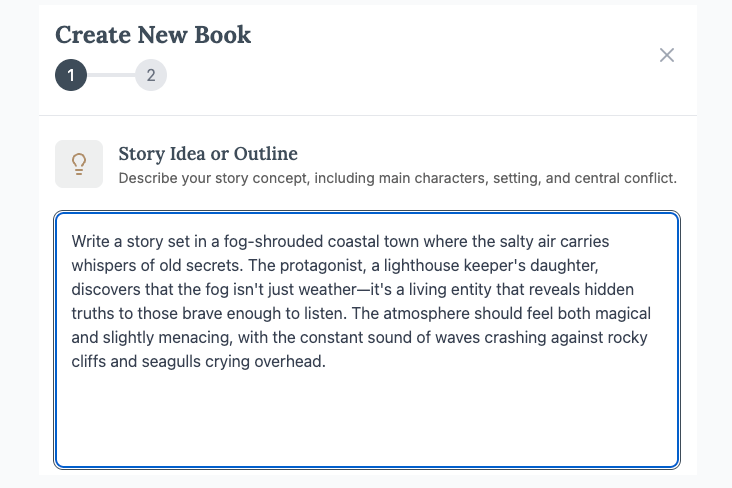 Create New Book
1 2
Story Idea or Outline
Describe your story concept, including main characters, setting, and central conflict.
Write a story set in a fog-shrouded coastal town where the salty air carries
whispers of old secrets. The protagonist, a lighthouse keeper's daughter,
discovers that the fog isn't just weather—it's a living entity that reveals hidden
truths to those brave enough to listen. The atmosphere should feel both magical
and slightly menacing, with the constant sound of waves crashing against rocky
cliffs and seagulls crying overhead.